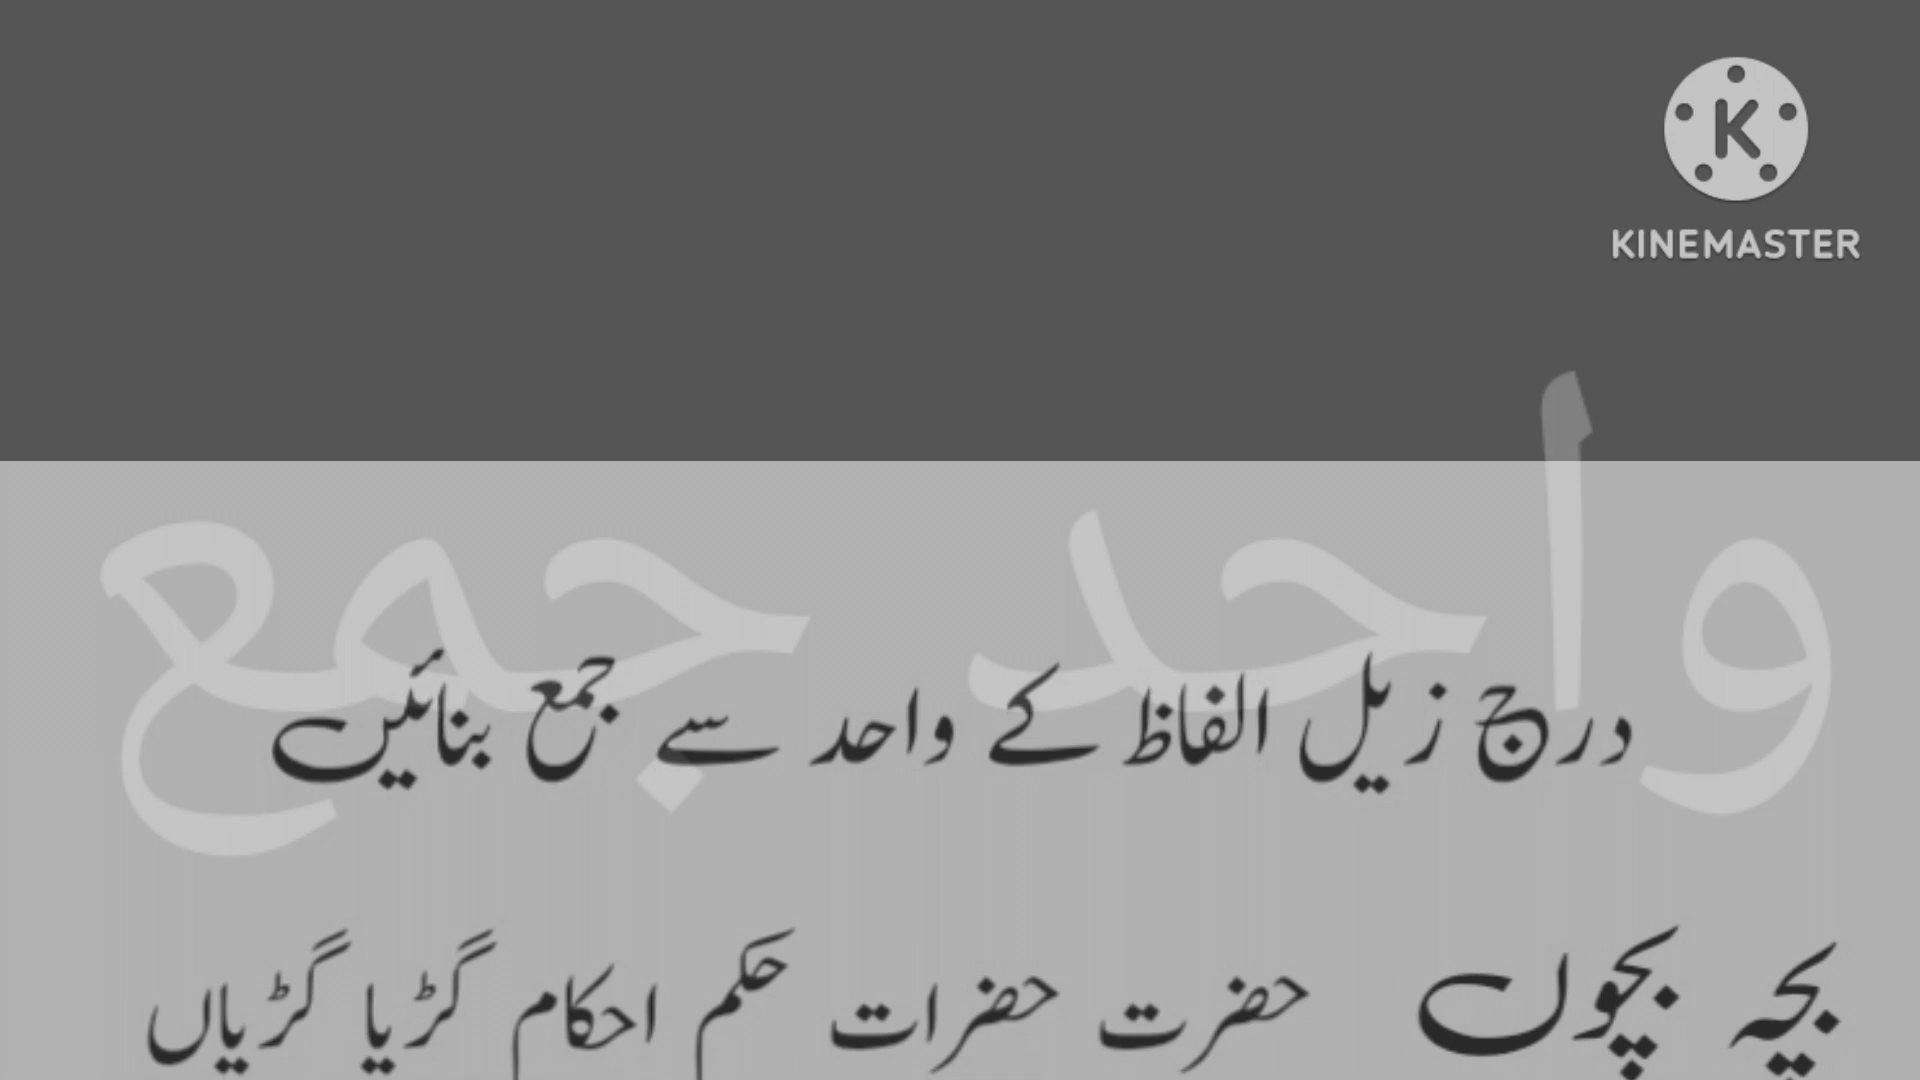 KINEMASTER
واحد جمع
درج زیل الفاظ کے واحد سے جمع بنائیں
بچہ بچوں حضرت حضرات حکم احکام گڑیا گڑیاں